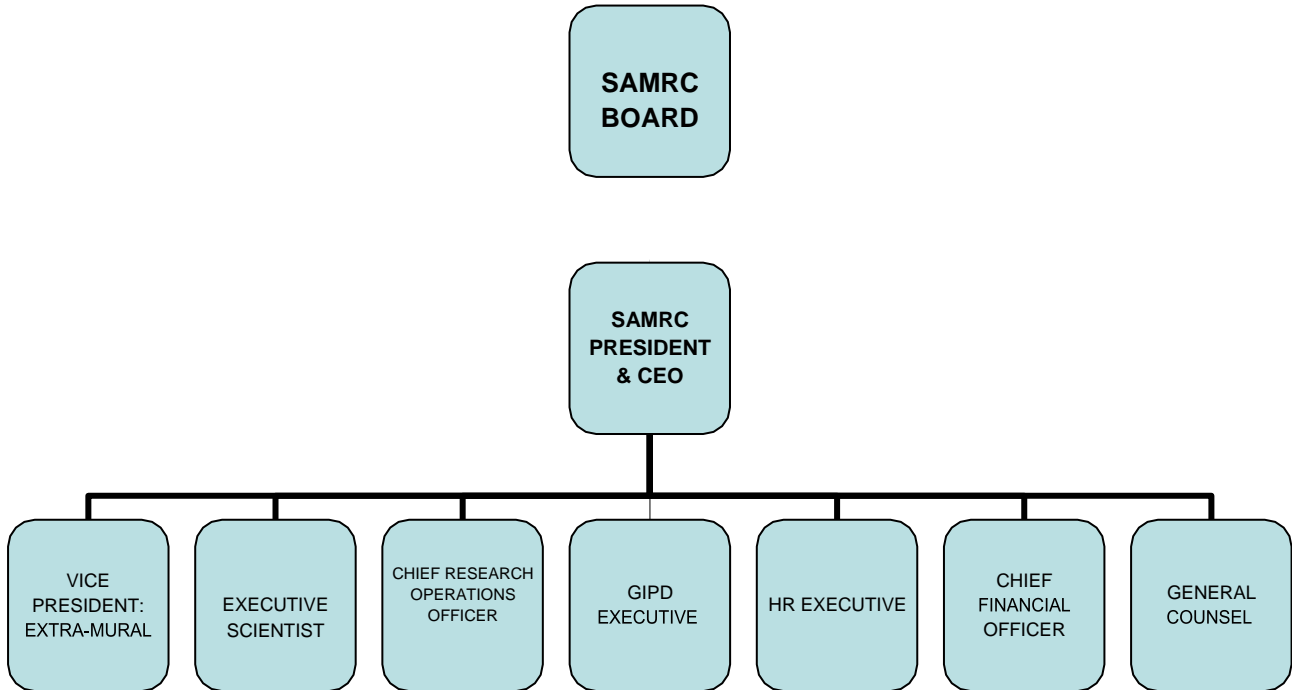 SAMRC
BOARD
SAMRC
PRESIDENT
& CEO
VICE
PRESIDENT:
EXTRA-MURAL
EXECUTIVE
SCIENTIST
CHIEF RESEARCH
OPERATIONS
OFFICER
GIPD
EXECUTIVE
HR EXECUTIVE
CHIEF
FINANCIAL
OFFICER
GENERAL
COUNSEL